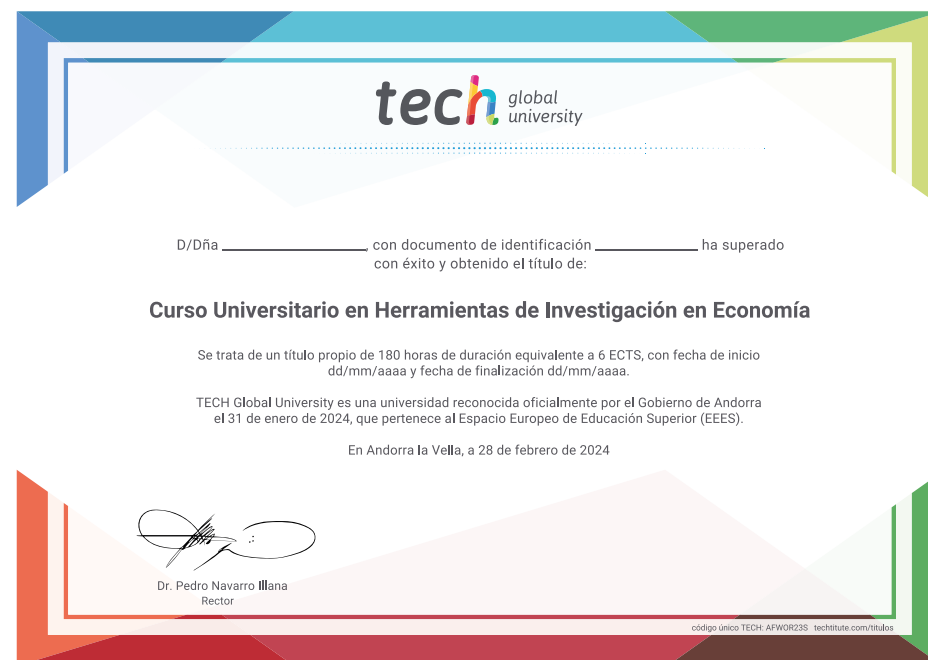 tech global university
D/Dña ____________, con documento de identificación ____________ ha superado
con éxito y obtenido el título de:
Curso Universitario en Herramientas de Investigación en Economía
Se trata de un título propio de 180 horas de duración equivalente a 6 ECTS, con fecha de inicio
dd/mm/aaaa y fecha de finalización dd/mm/aaaa.
TECH Global University es una universidad reconocida oficialmente por el Gobierno de Andorra
el 31 de enero de 2024, que pertenece al Espacio Europeo de Educación Superior (EEES).
En Andorra la Vella, a 28 de febrero de 2024
Dr. Pedro Navarro Illana
Rector
código único TECH: AFWOR23S techtitute.com/titulos